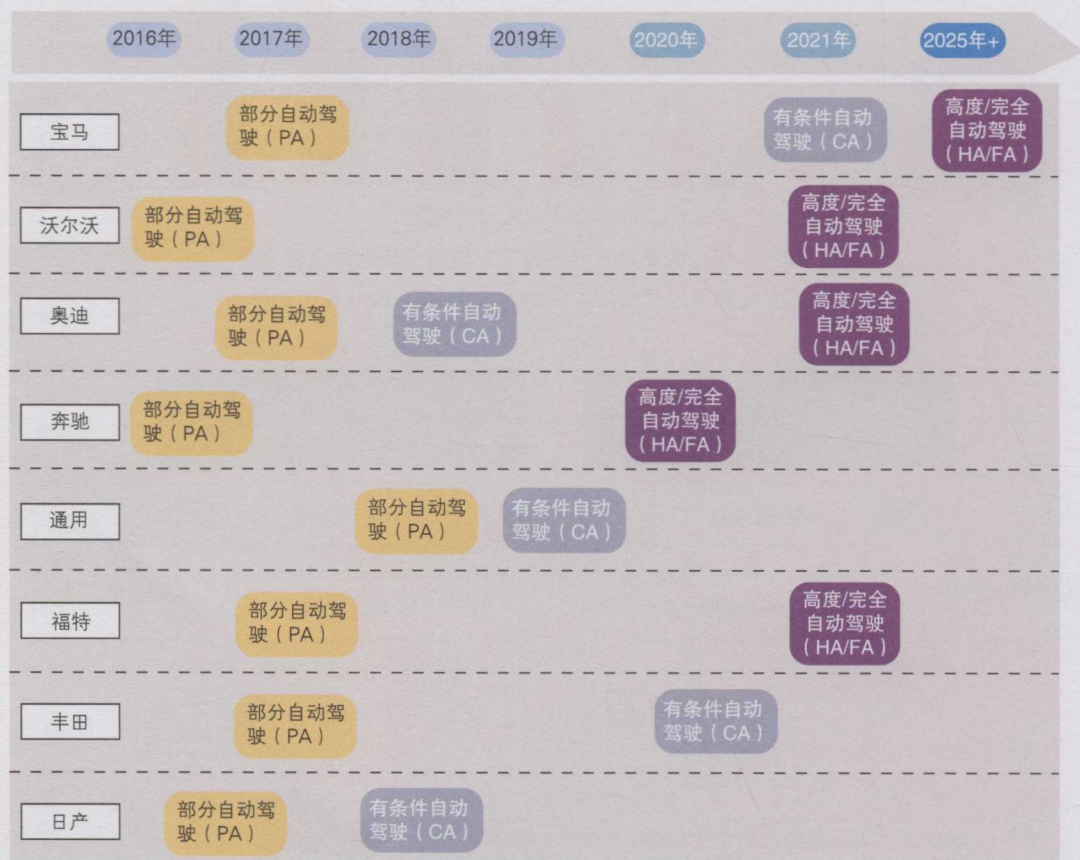 2016年 2017年 2018年 2019年 2020年 2021年 2025年+
宝马
部分自动驾
驶（PA）
有条件自动
驾驶（CA）
高度/完全
自动驾驶
（HA/FA）
沃尔沃
部分自动驾
驶（PA）
高度/完全
自动驾驶
（HA/FA）
奥迪
部分自动驾
驶（PA）
有条件自动
驾驶（CA）
高度/完全
自动驾驶
（HA/FA）
奔驰
部分自动驾
驶（PA）
高度/完全
自动驾驶
（HA/FA）
通用
部分自动驾
驶（PA）
有条件自动
驾驶（CA）
福特
部分自动驾
驶（PA）
高度/完全
自动驾驶
（HA/FA）
丰田
部分自动驾
驶（PA）
有条件自动
驾驶（CA）
日产
部分自动驾
驶（PA）
有条件自动
驾驶（CA）